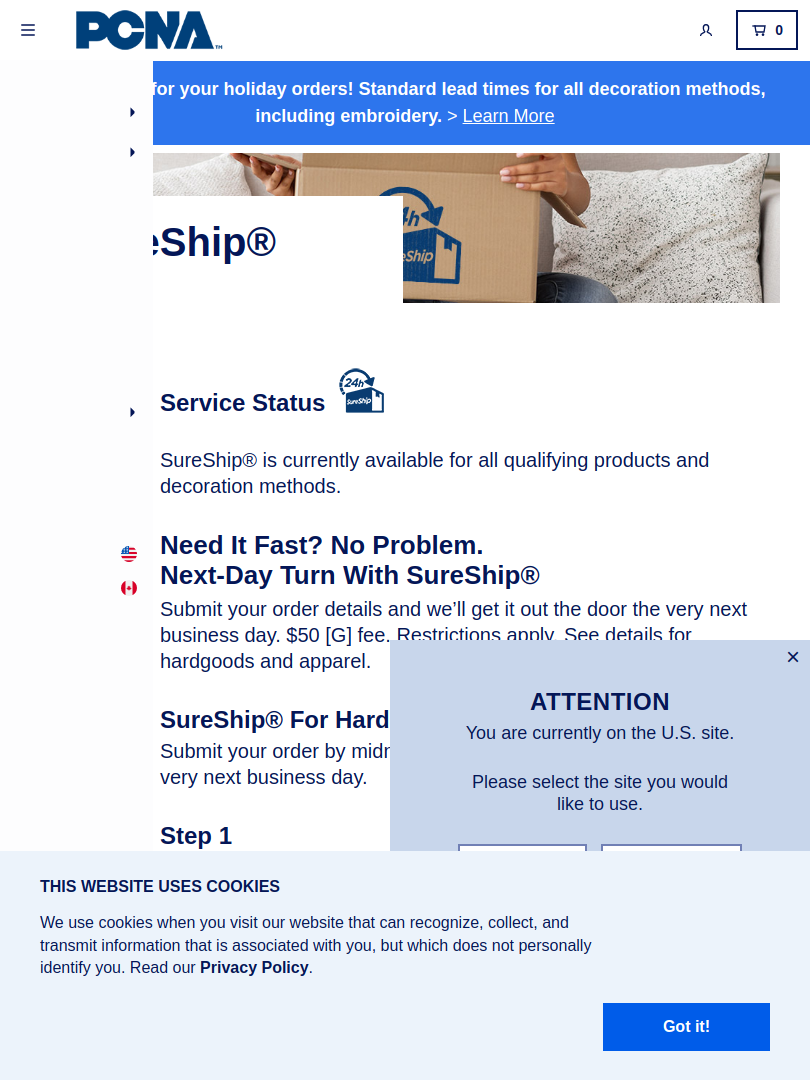 PCNA™
0
for your holiday orders! Standard lead times for all decoration methods,
including embroidery. > Learn More
eShip®
4h
eShip
Service Status
24h
SureShip
SureShip® is currently available for all qualifying products and
decoration methods.
Need It Fast? No Problem.
Next-Day Turn With SureShip®
Submit your order details and we’ll get it out the door the very next
business day. $50 [G] fee. Restrictions apply. See details for
hardgoods and apparel.
SureShip® For Hard
Submit your order by midn
very next business day.
Step 1
×
ATTENTION
You are currently on the U.S. site.
Please select the site you would
like to use.
THIS WEBSITE USES COOKIES
We use cookies when you visit our website that can recognize, collect, and
transmit information that is associated with you, but which does not personally
identify you. Read our Privacy Policy.
Got it!